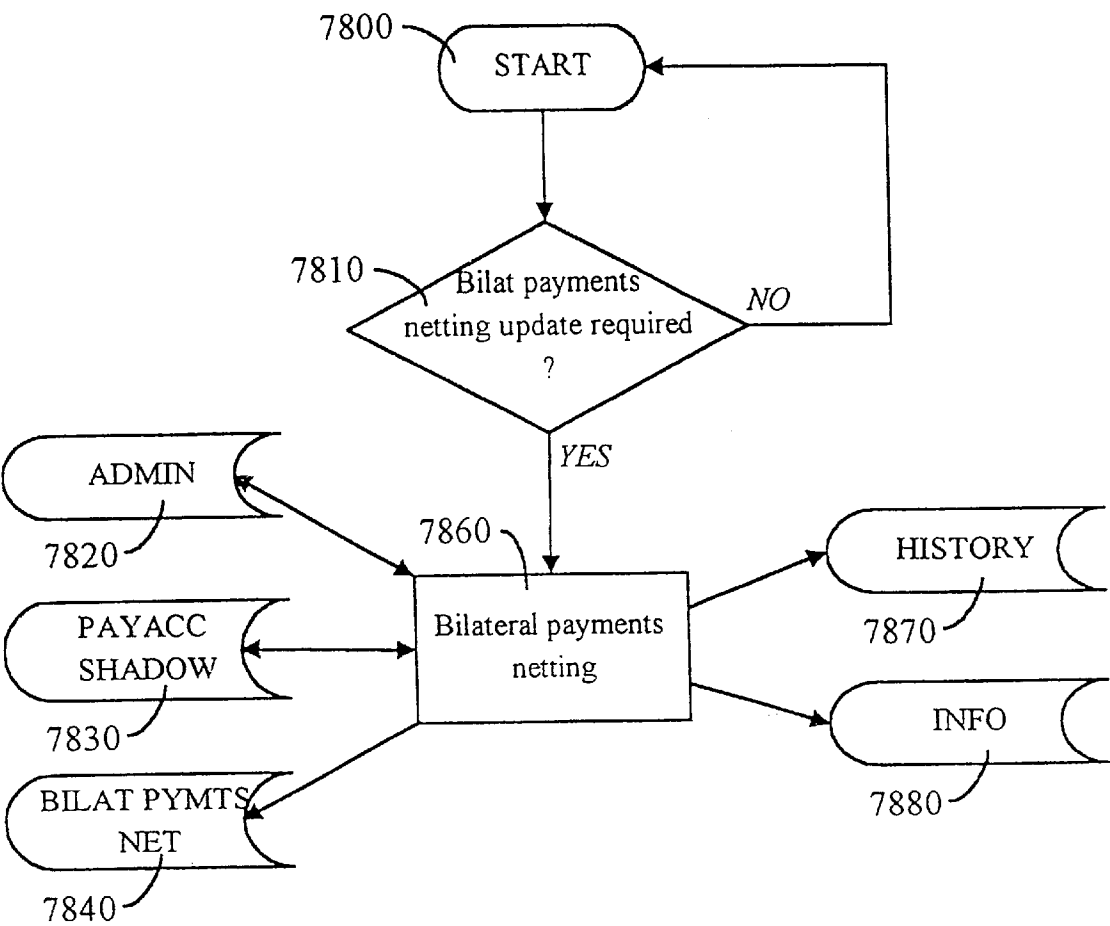 7800
START
7810
Bilat payments
netting update required
?
NO
YES
ADMIN
7820
7860
HISTORY
7870
PAYACC
SHADOW
7830
Bilateral payments
netting
INFO
7880
BILAT PYMTS
NET
7840